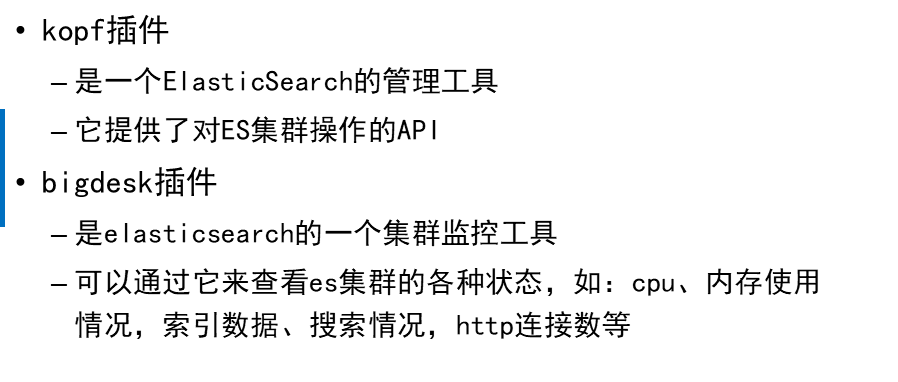 • kopf插件
– 是一个ElasticSearch的管理工具
– 它提供了对ES集群操作的API
• bigdesk插件
– 是elasticsearch的一个集群监控工具
– 可以通过它来查看es集群的各种状态，如：cpu、内存使用
情况，索引数据、搜索情况，http连接数等